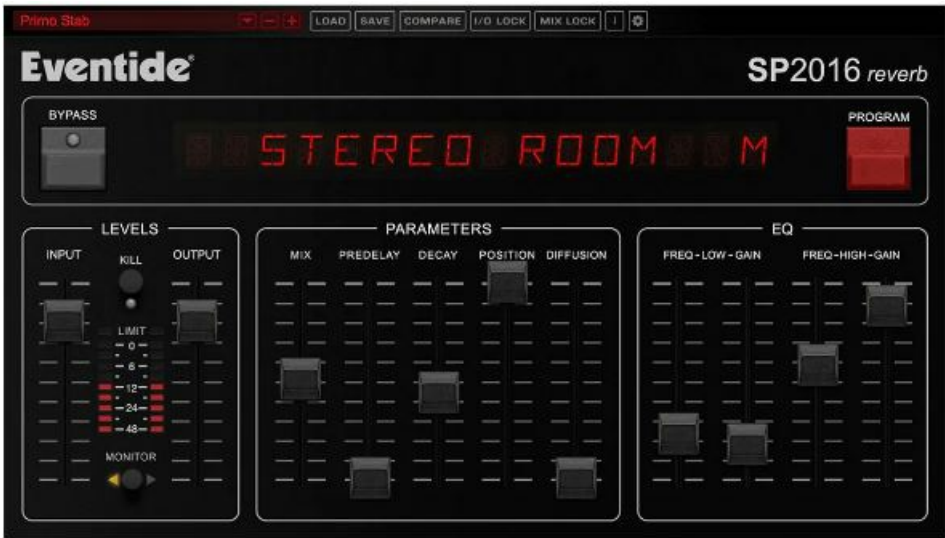 Primo Stab LOAD SAVE COMPARE I/O LOCK MIX LOCK I
Eventide® SP2016 reverb
BYPASS
STEREO ROOM M
PROGRAM
LEVELS
INPUT KILL OUTPUT
LIMIT
0
6
12
24
48
MONITOR
PARAMETERS
MIX PREDELAY DECAY POSITION DIFFUSION
EQ
FREQ-LOW-GAIN FREQ-HIGH-GAIN